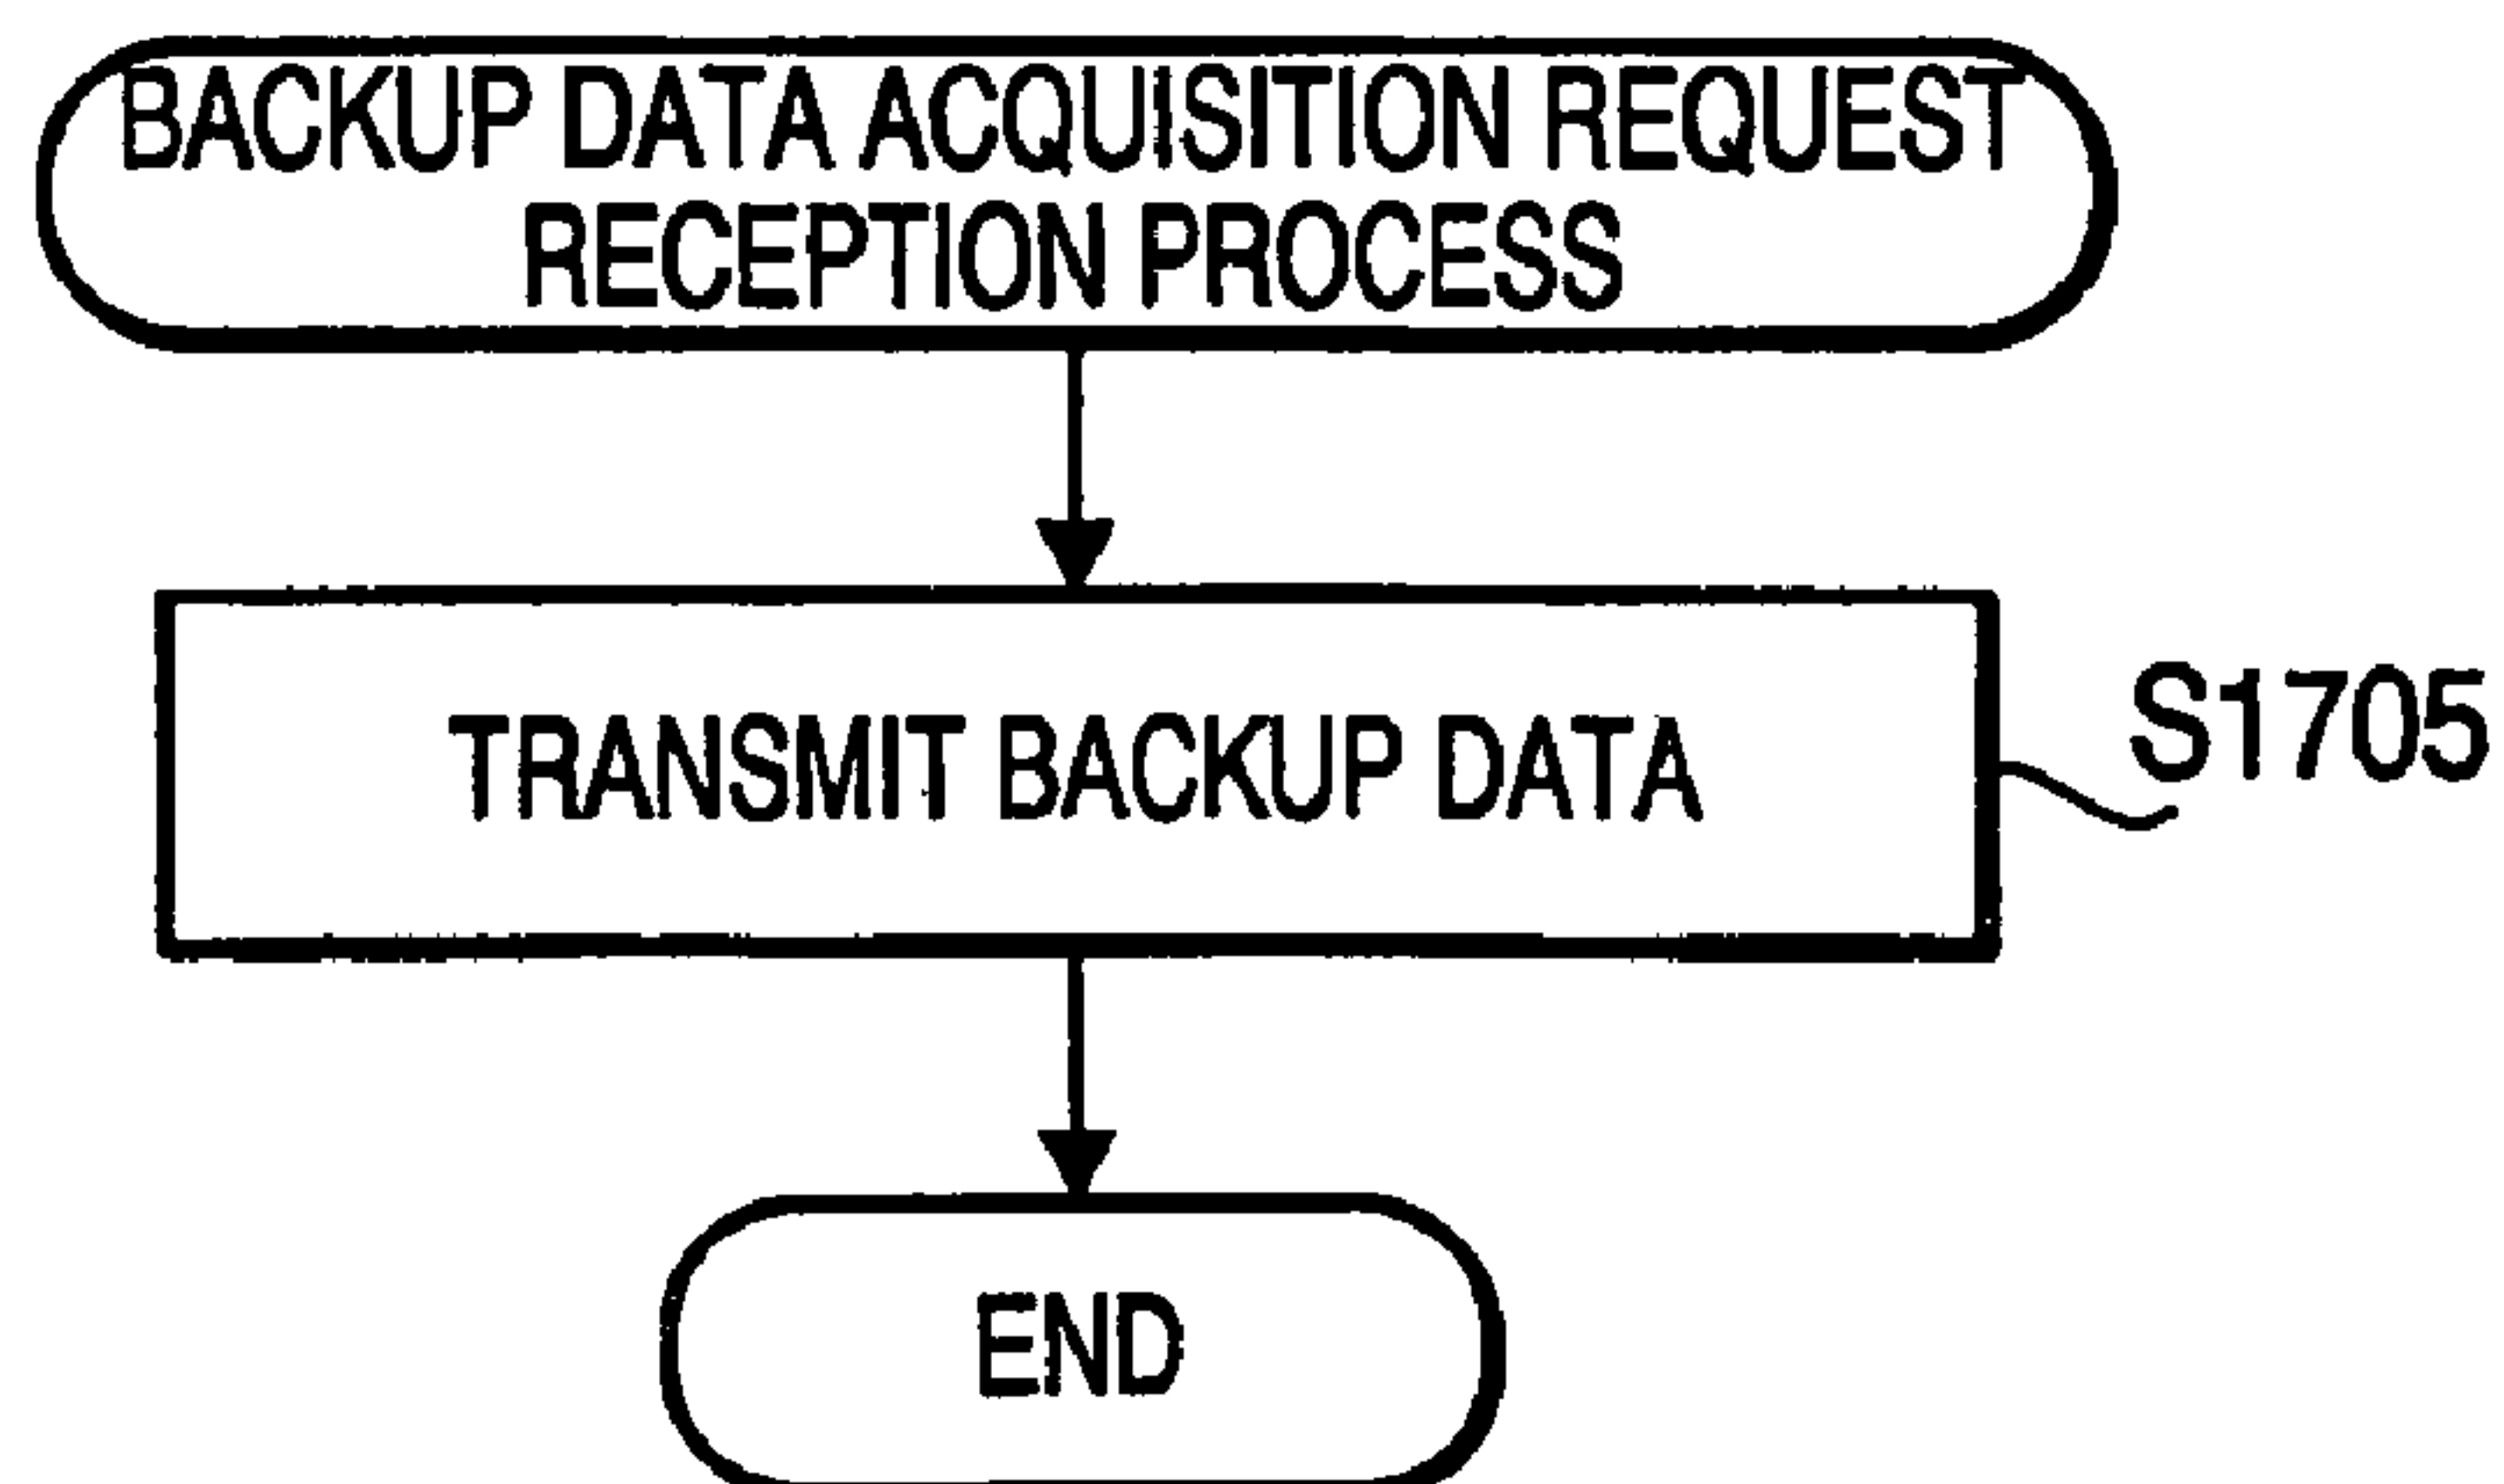 BACKUP DATA ACQUISITION REQUEST
RECEPTION PROCESS
TRANSMIT BACKUP DATA
S1705
END